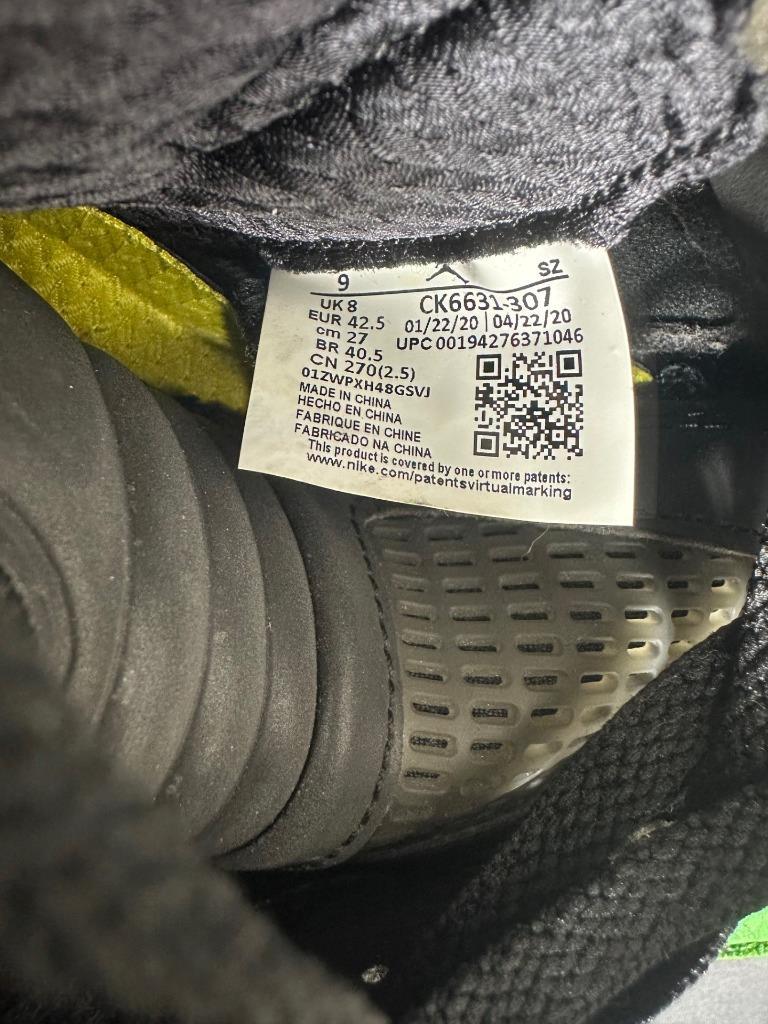 9 SZ
UK 8
EUR 42.5
cm 27
BR 40.5
CN 270(2.5)
01ZWPXH48GSVJ
CK6631-307
01/22/20 | 04/22/20
UPC 00194276371046
MADE IN CHINA
HECHO EN CHINA
FABRIQUE EN CHINE
FABRICADO NA CHINA
This product is covered by one or more patents:
www.nike.com/patentsvirtualmarking